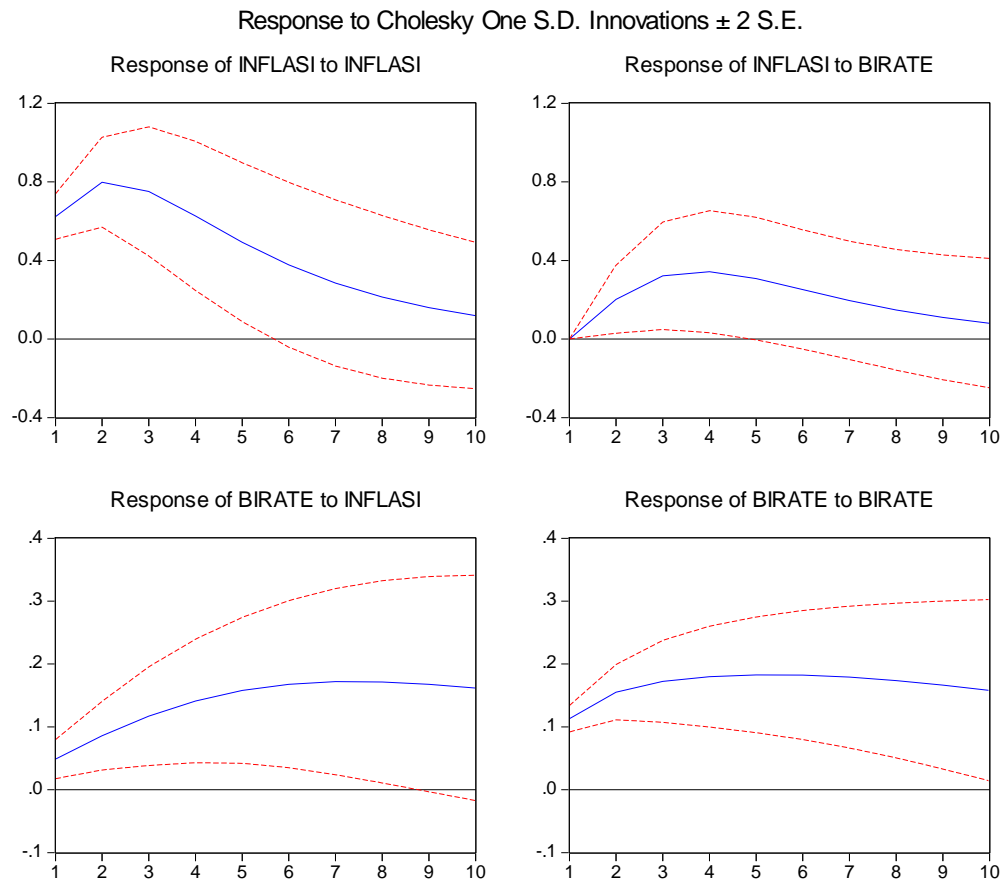 Response to Cholesky One S.D. Innovations ± 2 S.E.
Response of INFLASI to INFLASI
1.2
0.8
0.4
0.0
-0.4
1 2 3 4 5 6 7 8 9 10
Response of INFLASI to BIRATE
1.2
0.8
0.4
0.0
-0.4
1 2 3 4 5 6 7 8 9 10
Response of BIRATE to INFLASI
.4
.3
.2
.1
.0
-.1
1 2 3 4 5 6 7 8 9 10
Response of BIRATE to BIRATE
.4
.3
.2
.1
.0
-.1
1 2 3 4 5 6 7 8 9 10